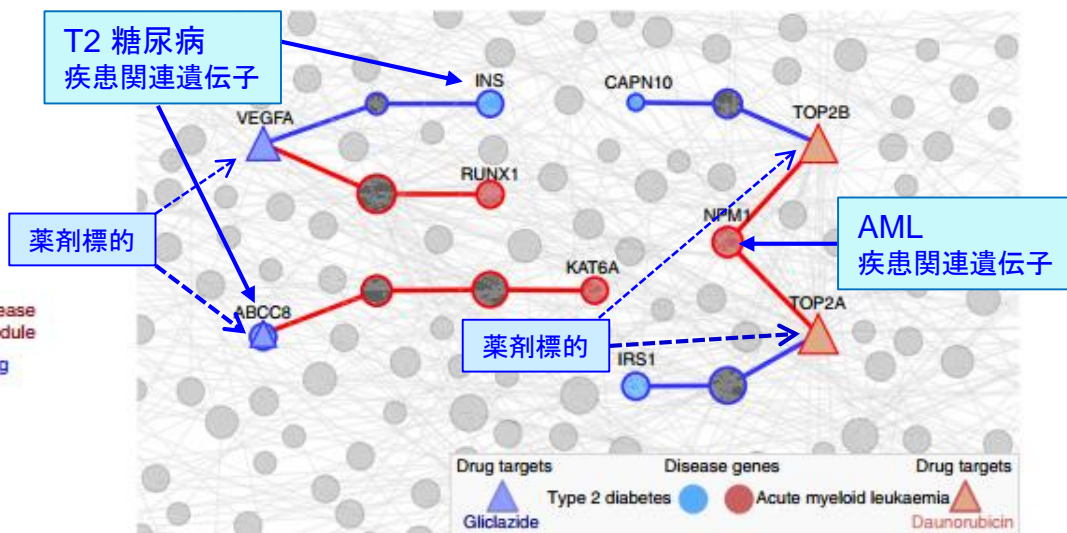 T2 糖尿病
疾患関連遺伝子
INS
CAPN10
VEGFA
TOP2B
RUNX1
薬剤標的
NPM1
AML
疾患関連遺伝子
KAT6A
ABCC8
TOP2A
薬剤標的
IRS1
Drug targets Disease genes Drug targets
Type 2 diabetes Acute myeloid leukaemia
Gliclazide Daunorubicin